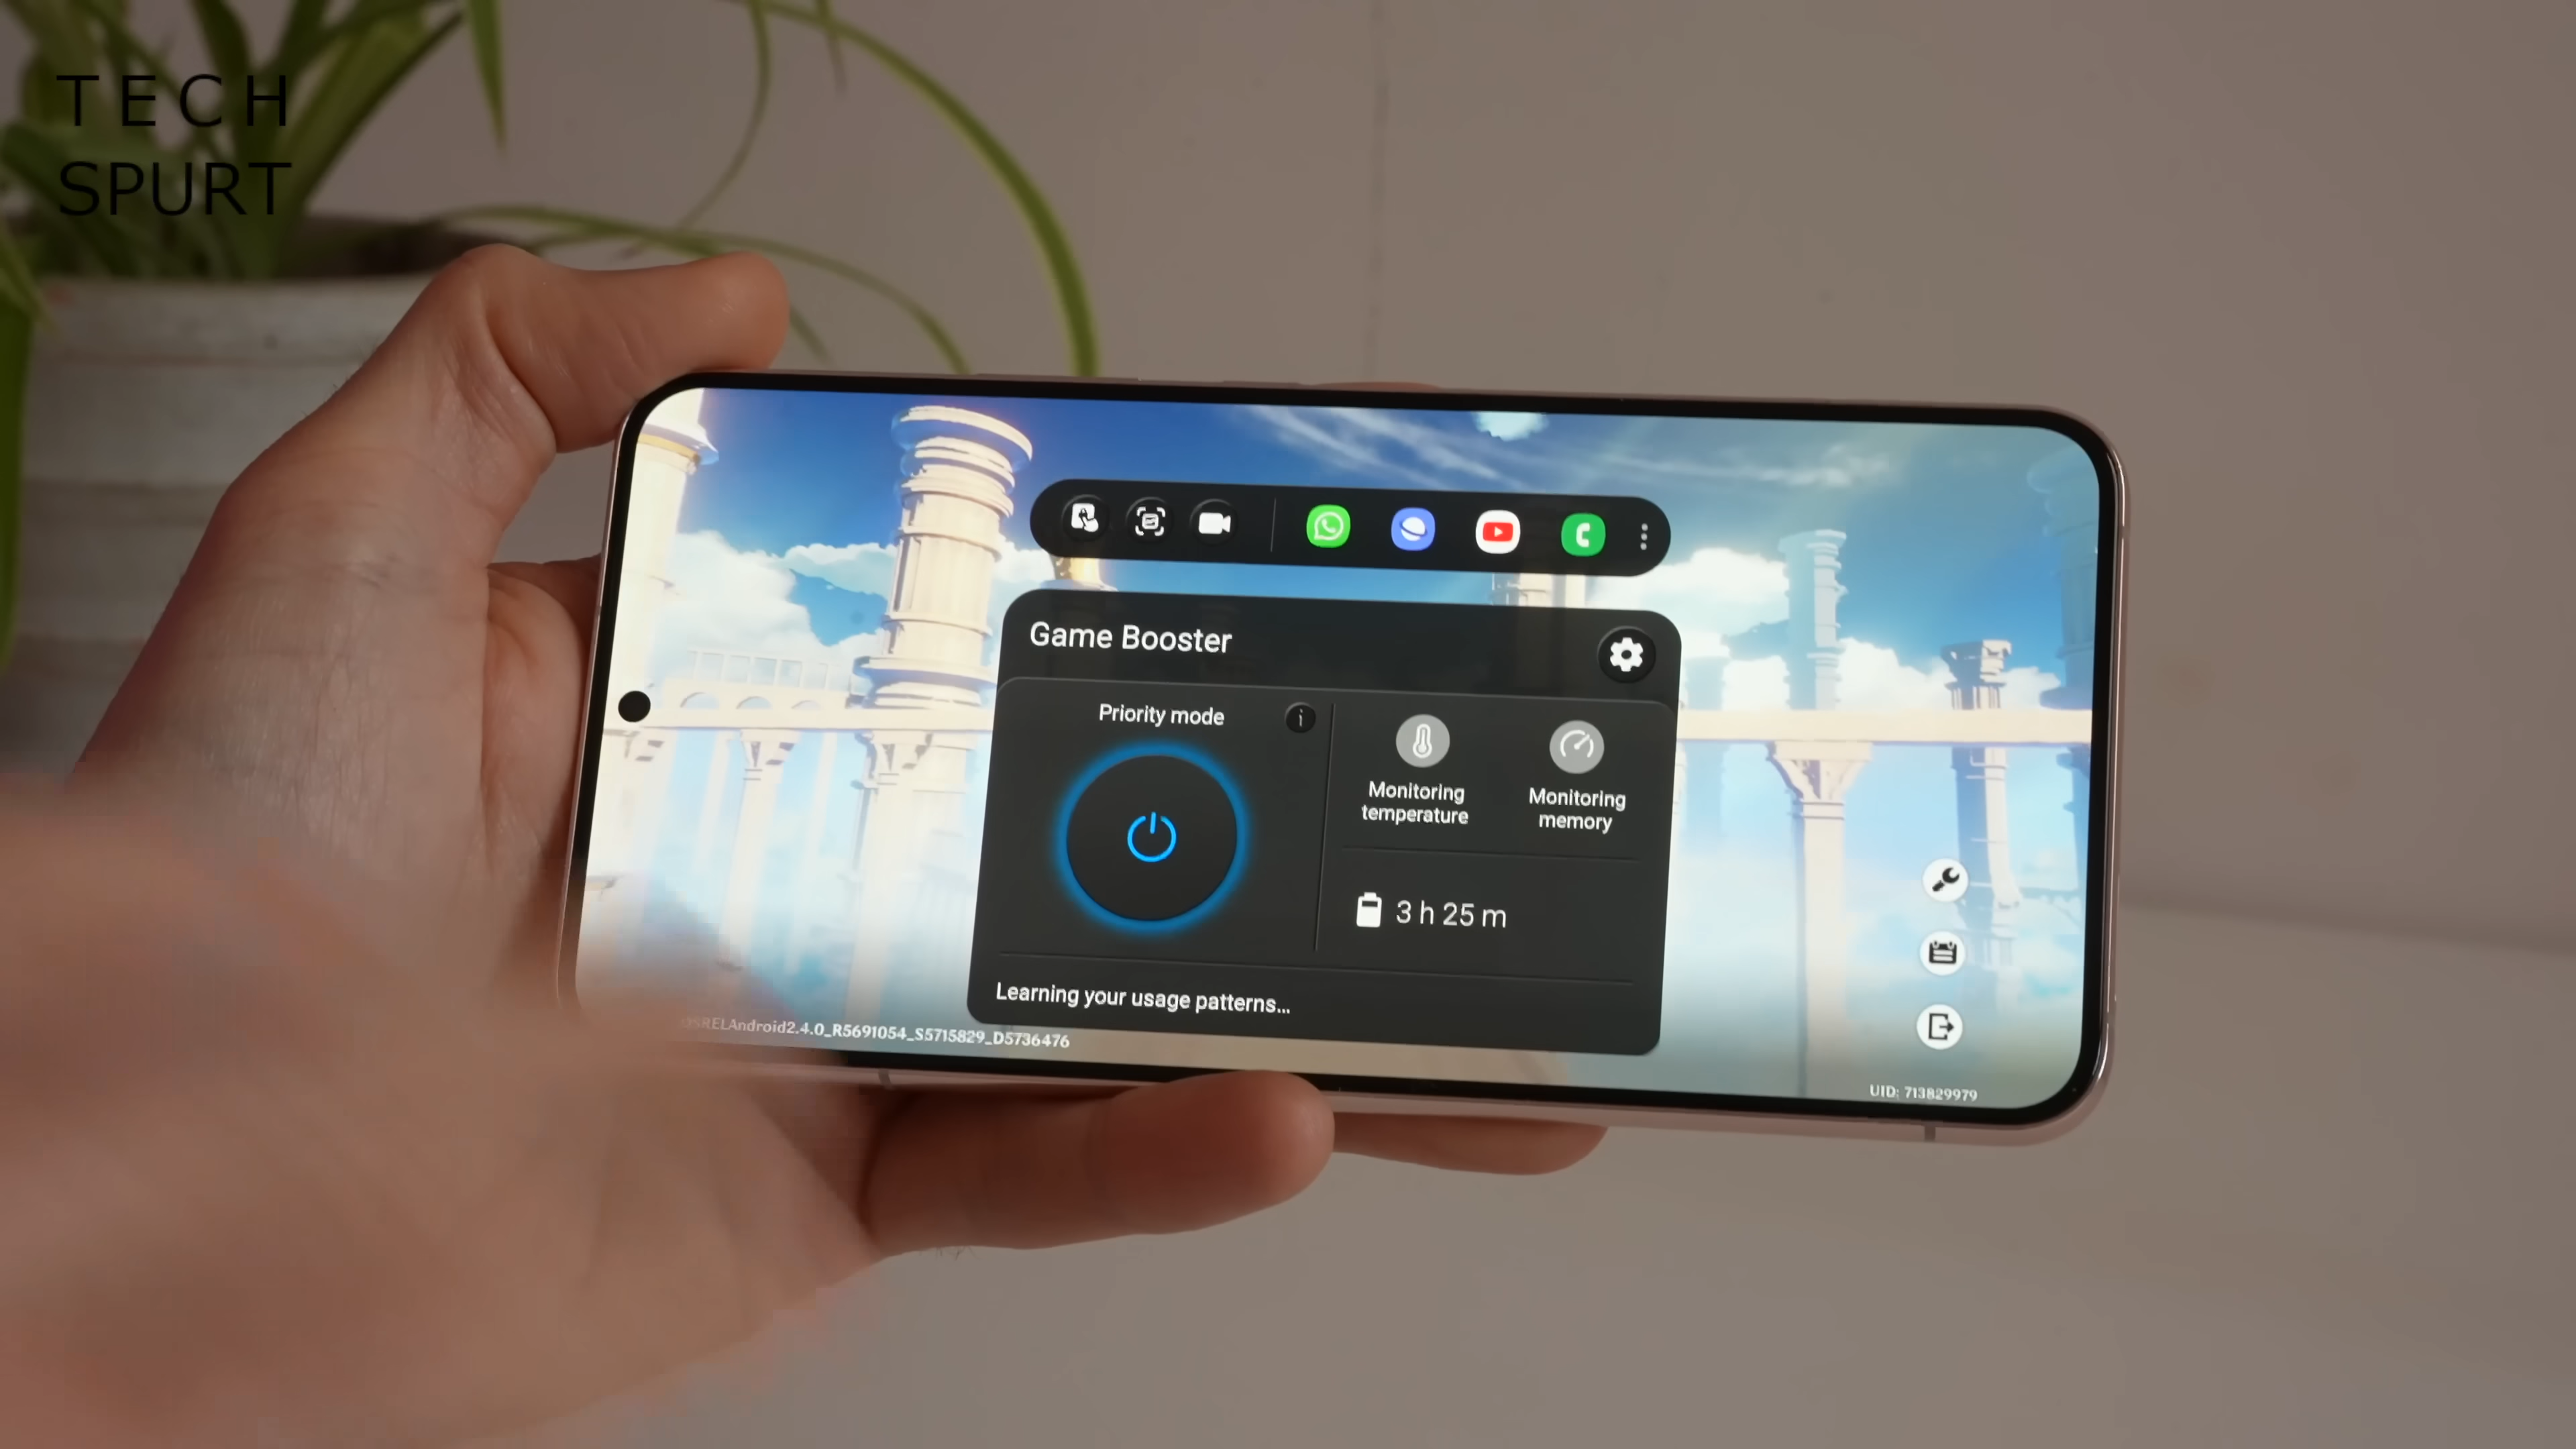 TECH
SPURT
Game Booster
Priority mode
Monitoring
temperature
Monitoring
memory
3 h 25 m
Learning your usage patterns...
RELAndroid2.4.0_R5691054_S5715829_D5736476
UID: 713829979